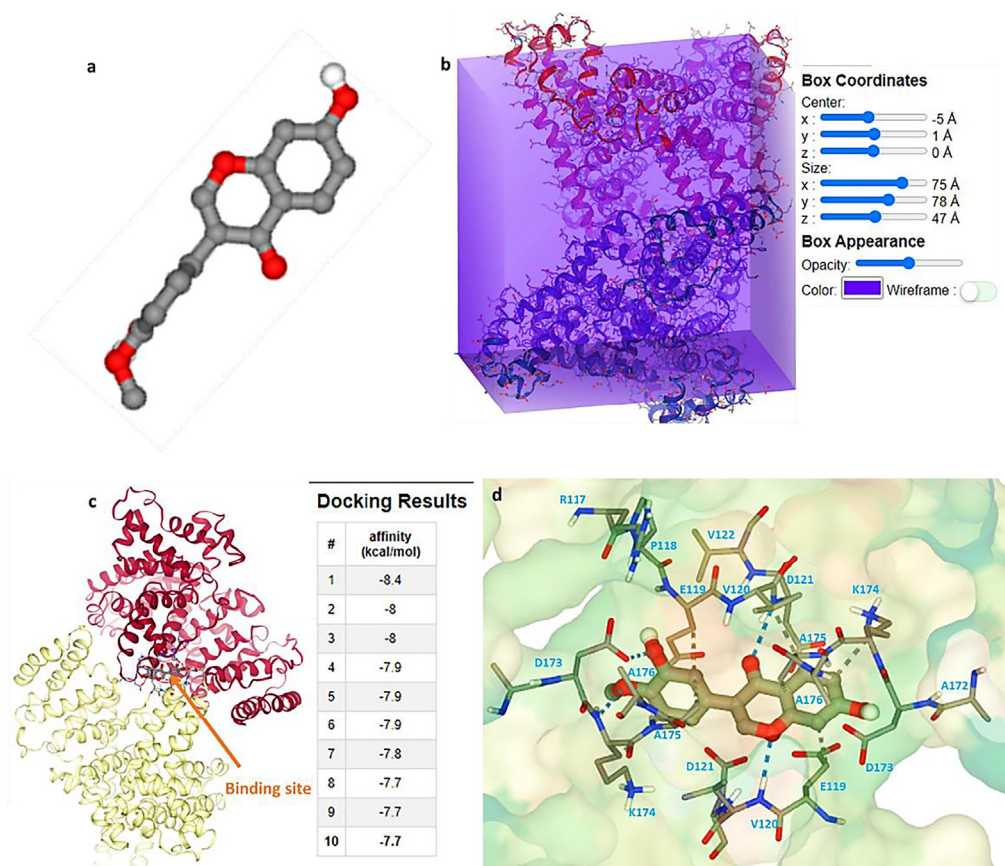 a
b
Box Coordinates
Center:
x : -5 Å
y : 1 Å
z : 0 Å
Size:
x : 75 Å
y : 78 Å
z : 47 Å
Box Appearance
Opacity:
Color: Wireframe :
c
Binding site
Docking Results
# affinity (kcal/mol)
1 -8.4
2 -8
3 -8
4 -7.9
5 -7.9
6 -7.9
7 -7.8
8 -7.7
9 -7.7
10 -7.7
d
R117
P118
V122
E119
V120
D121
K174
A175
D173
A176
A176
A172
A175
D121
E119
D173
K174
V120